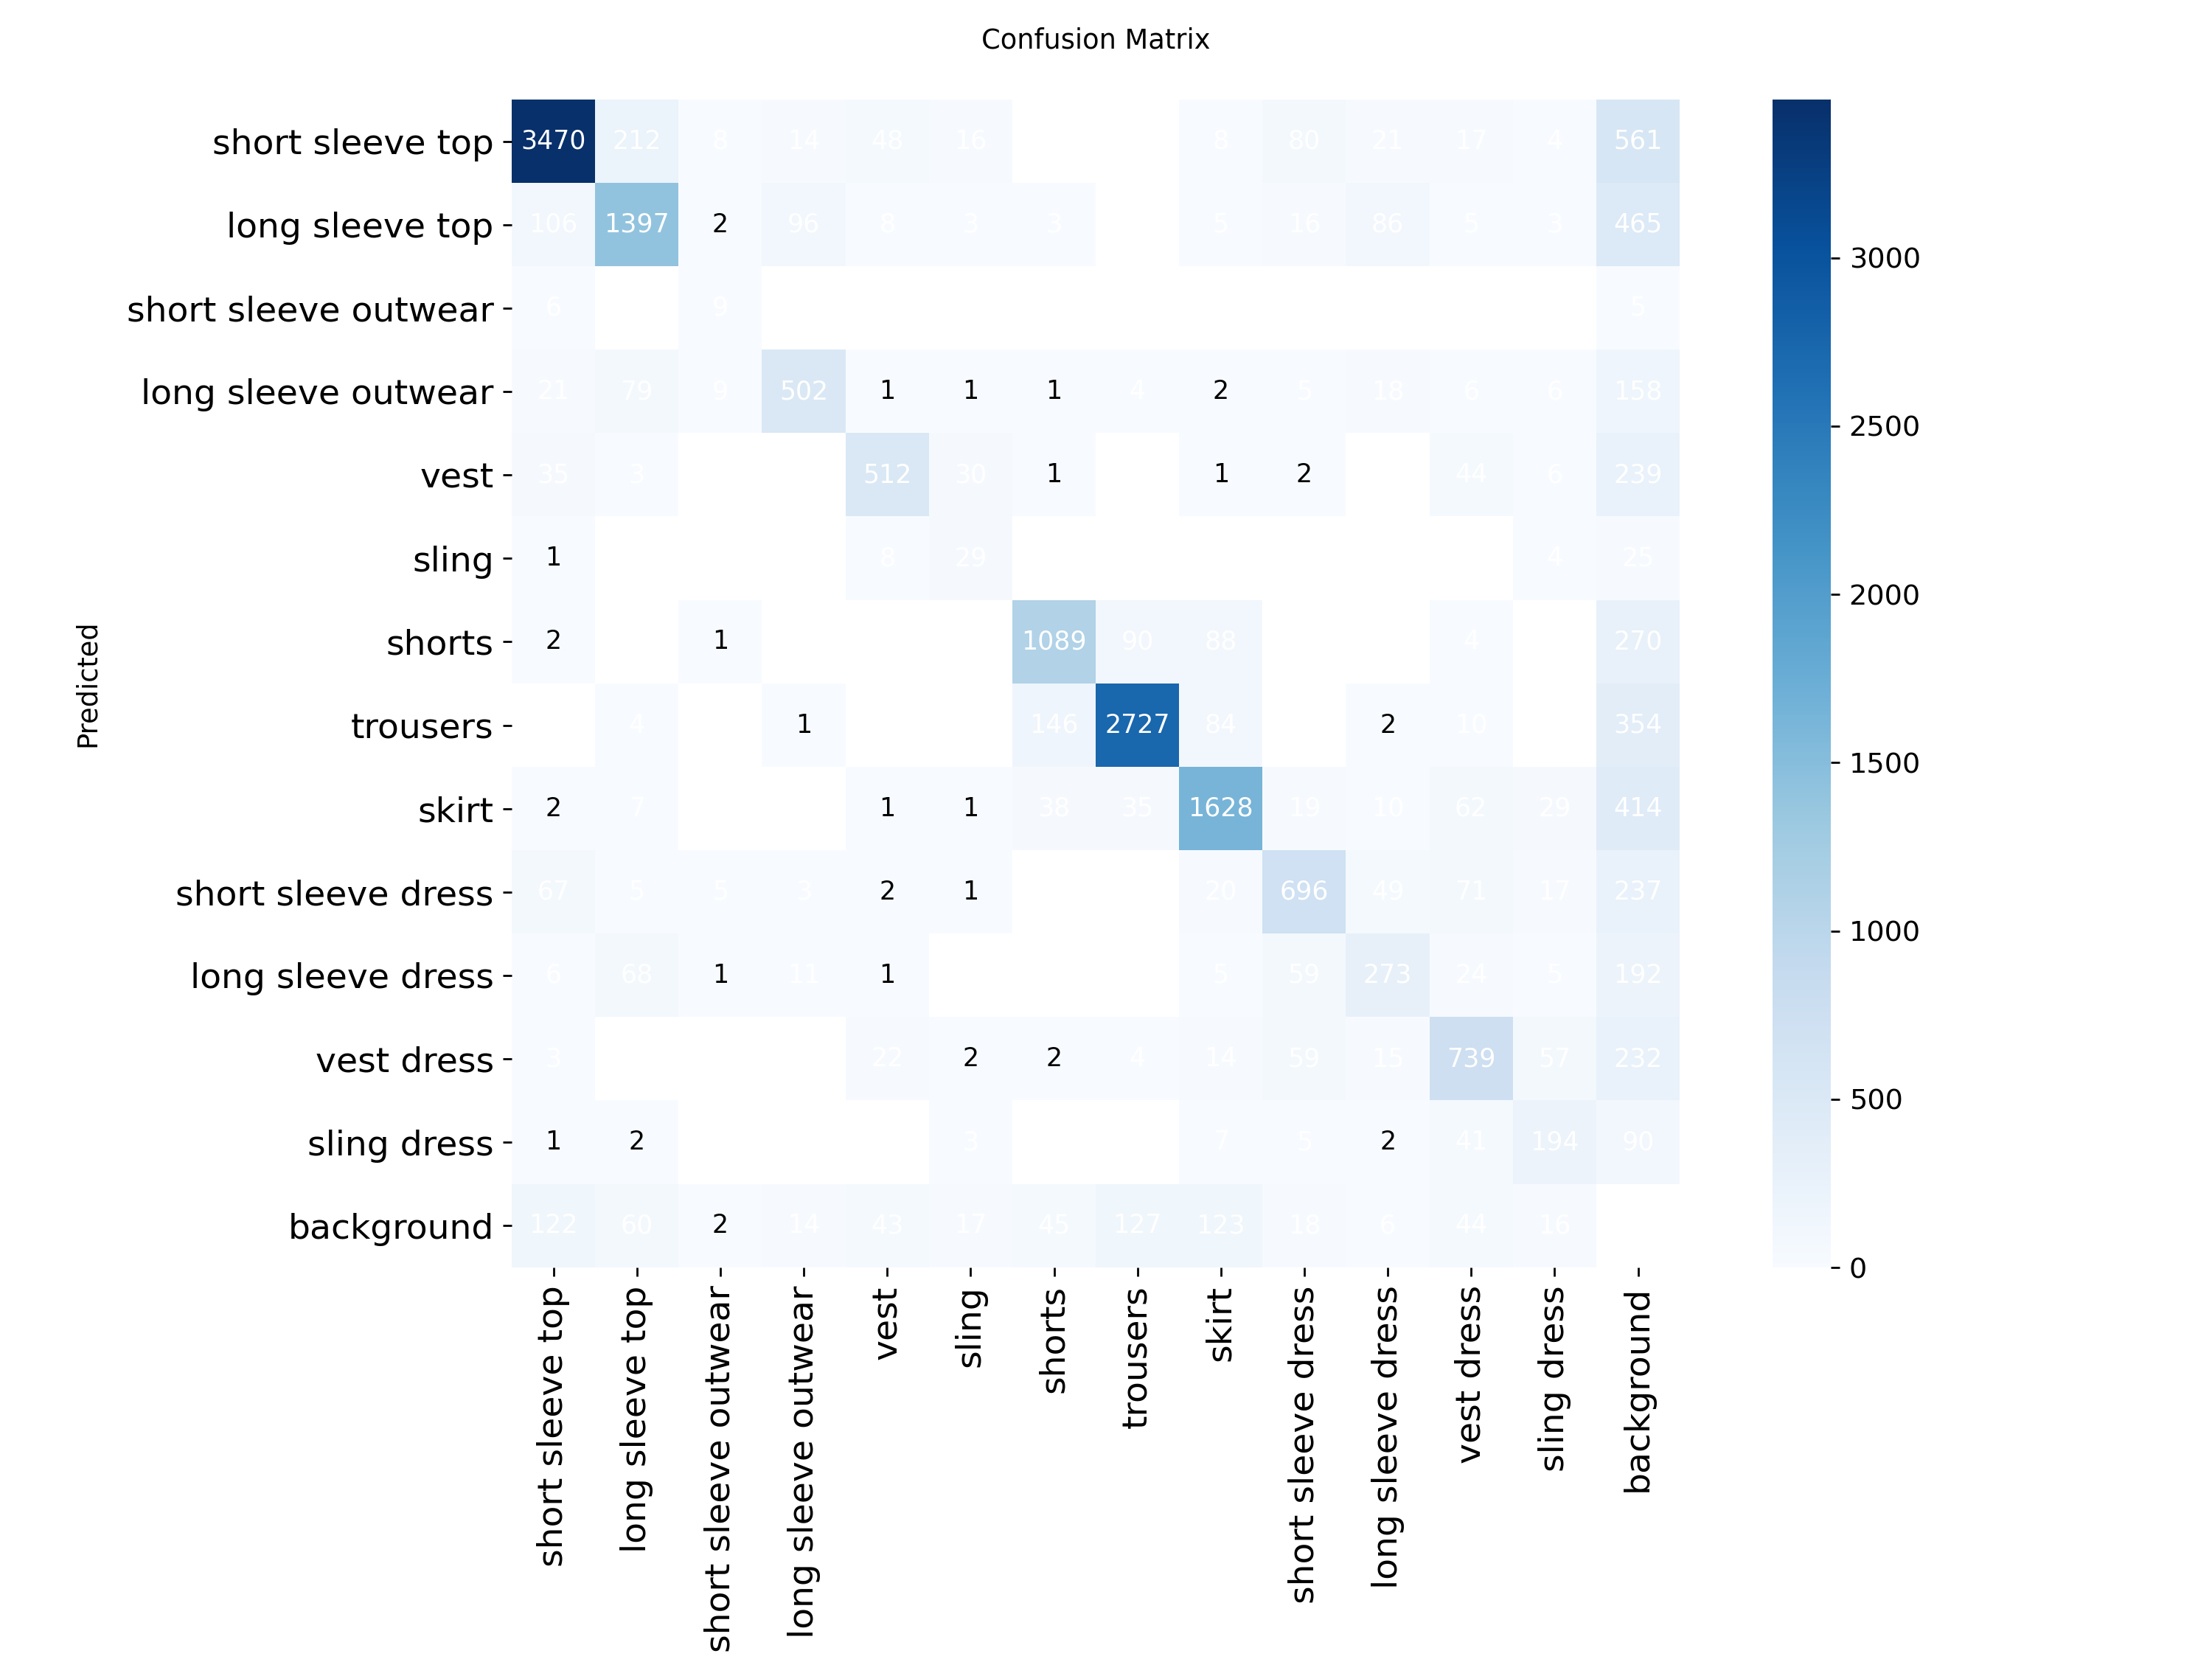 Confusion Matrix
short sleeve top 3470 212 8 14 48 16 8 80 21 17 4 561
long sleeve top 106 1397 2 96 8 3 3 5 16 86 5 3 465
short sleeve outwear 6 9 5
long sleeve outwear 21 79 9 502 1 1 1 4 2 5 18 6 6 158
vest 35 3 512 30 1 1 2 44 6 239
sling 1 8 29 4 25
shorts 2 1 1089 90 88 4 270
trousers 4 1 146 2727 84 2 10 354
skirt 2 7 1 1 38 35 1628 19 10 62 29 414
short sleeve dress 67 5 5 3 2 1 20 696 49 71 17 237
long sleeve dress 6 68 1 11 1 5 59 273 24 5 192
vest dress 3 22 2 2 4 14 59 15 739 57 232
sling dress 1 2 3 7 5 2 41 194 90
background 122 60 2 14 43 17 45 127 123 18 6 44 16
Predicted
short sleeve top
long sleeve top
short sleeve outwear
long sleeve outwear
vest
sling
shorts
trousers
skirt
short sleeve dress
long sleeve dress
vest dress
sling dress
background
3000
2500
2000
1500
1000
500
0